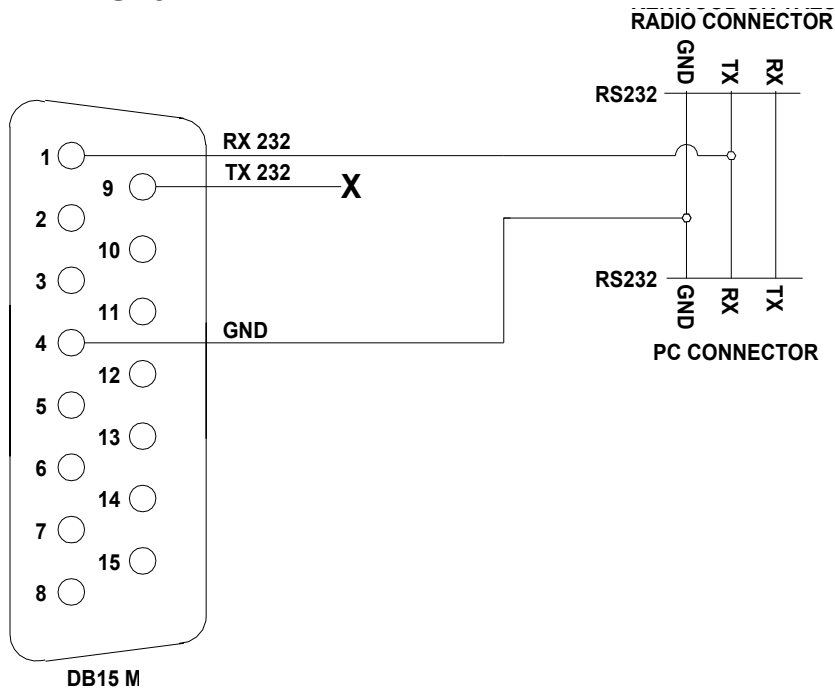 RADIO CONNECTOR
GND TX RX
RS232
1 RX 232
9 TX 232 X
2
10
3
RS232
11
GND RX TX
4 GND
PC CONNECTOR
12
5
13
6
14
7
15
8
DB15 M